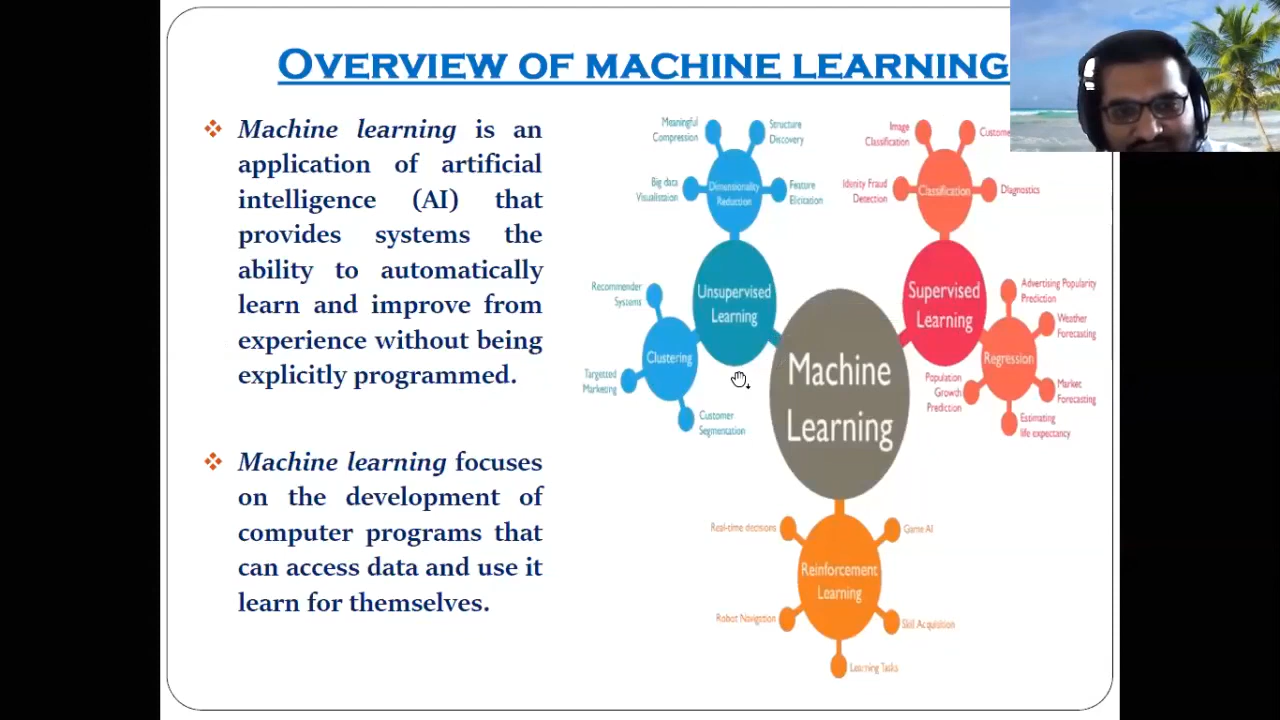 OVERVIEW OF MACHINE LEARNING
Machine learning is an
application of artificial
intelligence (AI) that
provides systems the
ability to automatically
learn and improve from
experience without being
explicitly programmed.
Machine learning focuses
on the development of
computer programs that
can access data and use it
learn for themselves.
Meaningful
Compression
Structure
Discovery
Big data
Visualistaion
Dimensionality
Reduction
Feature
Elicitation
Recommender
Systems
Unsupervised
Learning
Clustering
Targetted
Marketing
Customer
Segmentation
Machine
Learning
Image
Classification
Idenity Fraud
Detection
Classification
Diagnostics
Supervised
Learning
Advertising Popularity
Prediction
Weather
Forecasting
Regression
Population
Growth
Prediction
Market
Forecasting
Estimating
life expectancy
Real-time decisions
Game AI
Reinforcement
Learning
Robot Navigation
Skill Acquisition
Learning Tasks